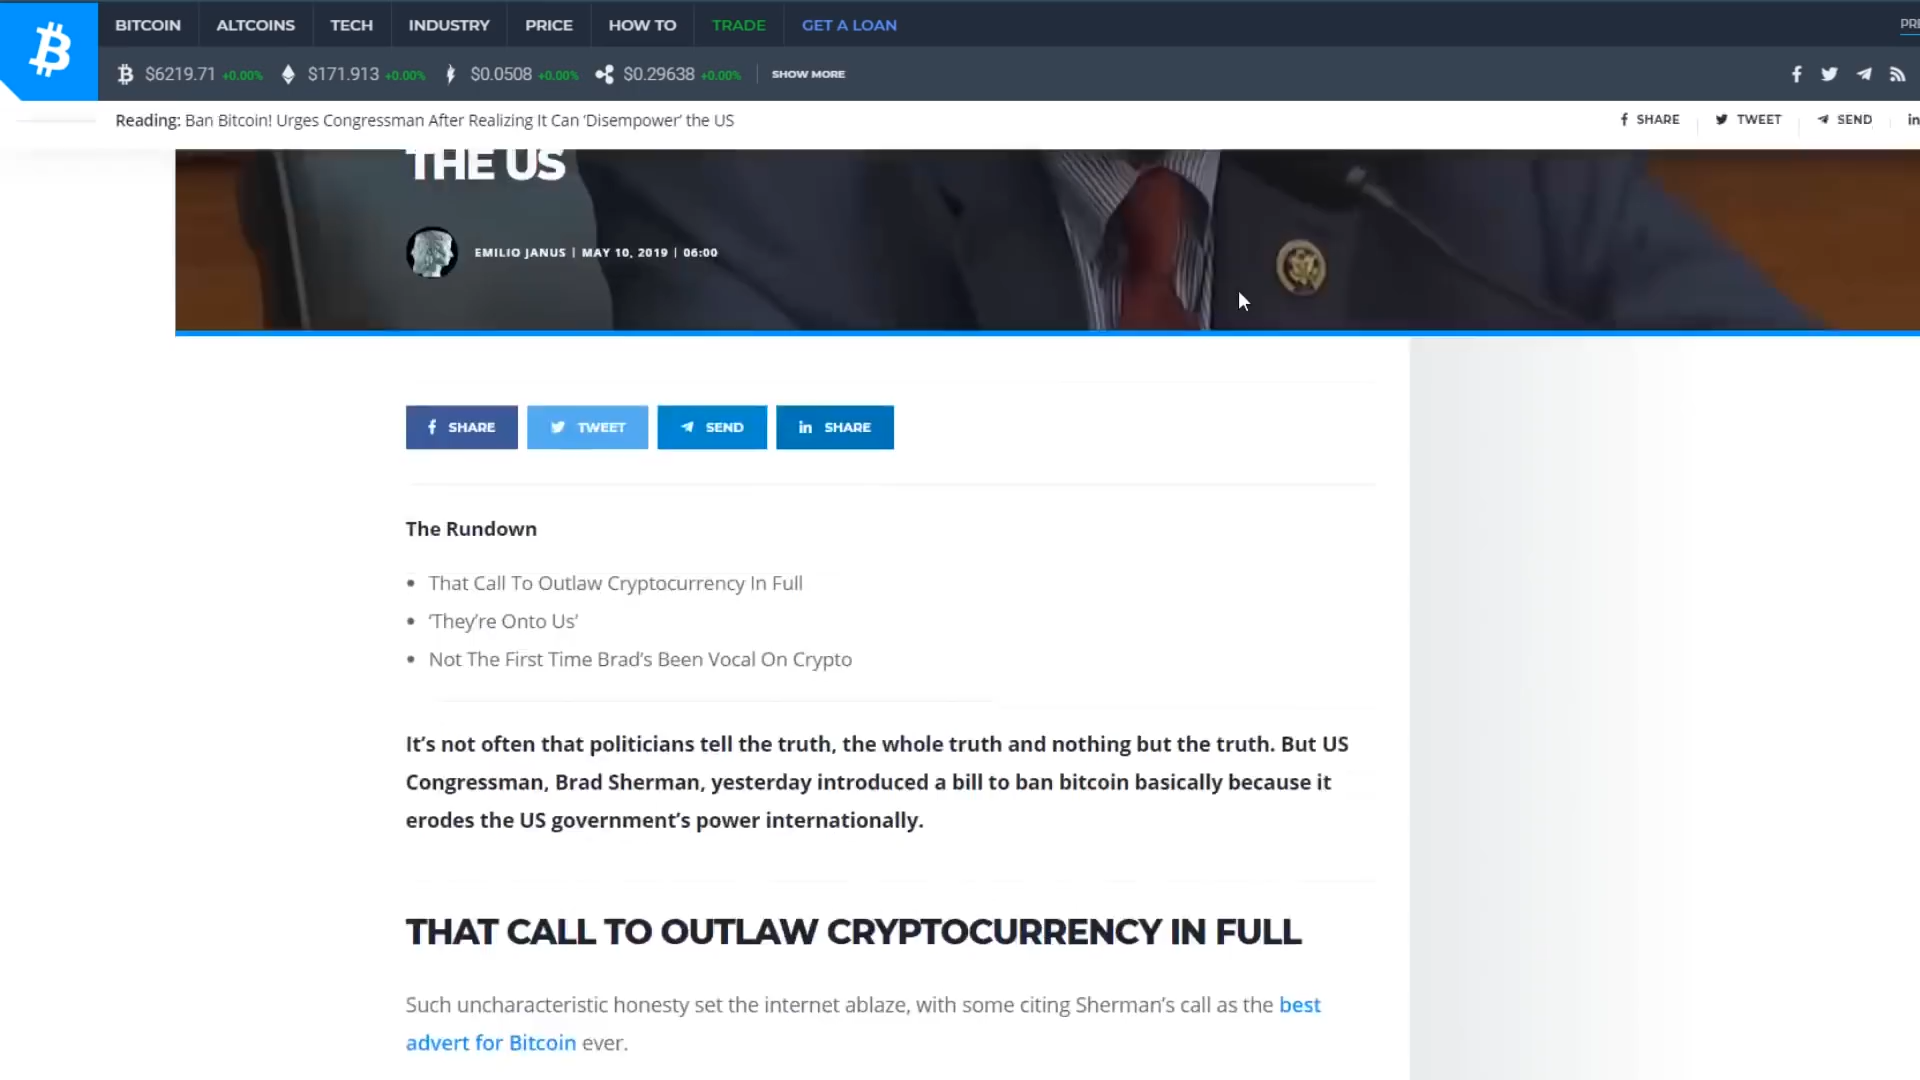 BITCOIN ALTCOINS TECH INDUSTRY PRICE HOW TO TRADE GET A LOAN
$6219.71 +0.00% $171.913 +0.00% $0.0508 +0.00% $0.29638 +0.00% SHOW MORE
Reading: Ban Bitcoin! Urges Congressman After Realizing It Can ‘Disempower’ the US SHARE TWEET SEND
THE US
EMILIO JANUS | MAY 10, 2019 | 06:00
SHARE TWEET SEND SHARE
The Rundown
• That Call To Outlaw Cryptocurrency In Full
• ‘They’re Onto Us’
• Not The First Time Brad’s Been Vocal On Crypto
It’s not often that politicians tell the truth, the whole truth and nothing but the truth. But US
Congressman, Brad Sherman, yesterday introduced a bill to ban bitcoin basically because it
erodes the US government’s power internationally.
THAT CALL TO OUTLAW CRYPTOCURRENCY IN FULL
Such uncharacteristic honesty set the internet ablaze, with some citing Sherman’s call as the best
advert for Bitcoin ever.